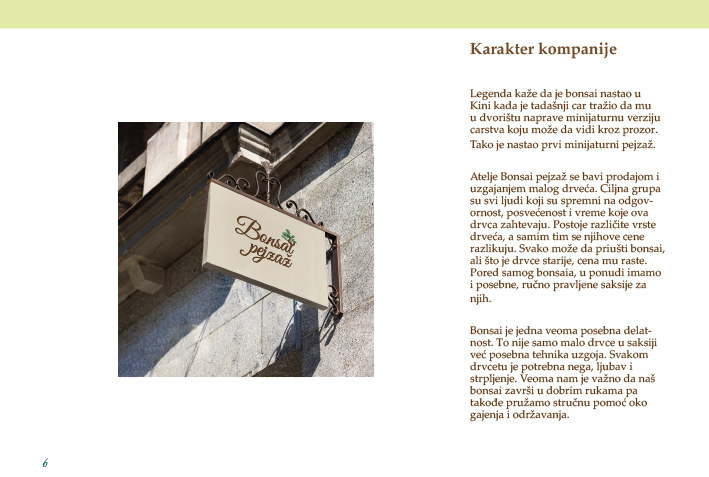 Karakter kompanije
Legenda kaže da je bonsai nastao u
Kini kada je tadašnji car tražio da mu
u dvorištu naprave minijaturnu verziju
carstva koju može da vidi kroz prozor.
Tako je nastao prvi minijaturni pejzaž.
Atelje Bonsai pejzaž se bavi prodajom i
uzgajanjem malog drveća. Ciljna grupa
su svi ljudi koji su spremni na odgov-
ornost, posvećenost i vreme koje ova
drvca zahtevaju. Postoje različite vrste
drveća, a samim tim se njihove cene
razlikuju. Svako može da priušti bonsai,
ali što je drvce starije, cena mu raste.
Pored samog bonsaia, u ponudi imamo
i posebne, ručno pravljene saksije za
njih.
Bonsai je jedna veoma posebna delat-
nost. To nije samo malo drvce u saksiji
već posebna tehnika uzgoja. Svakom
drvcetu je potrebna nega, ljubav i
strpljenje. Veoma nam je važno da naš
bonsai završi u dobrim rukama pa
takođe pružamo stručnu pomoć oko
gajenja i održavanja.
Bonsai
pejzaž
6